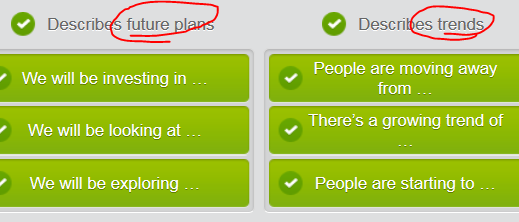 Describes future plans
We will be investing in ...
We will be looking at ...
We will be exploring ...
Describes trends
People are moving away
from ...
There's a growing trend of
...
People are starting to ...